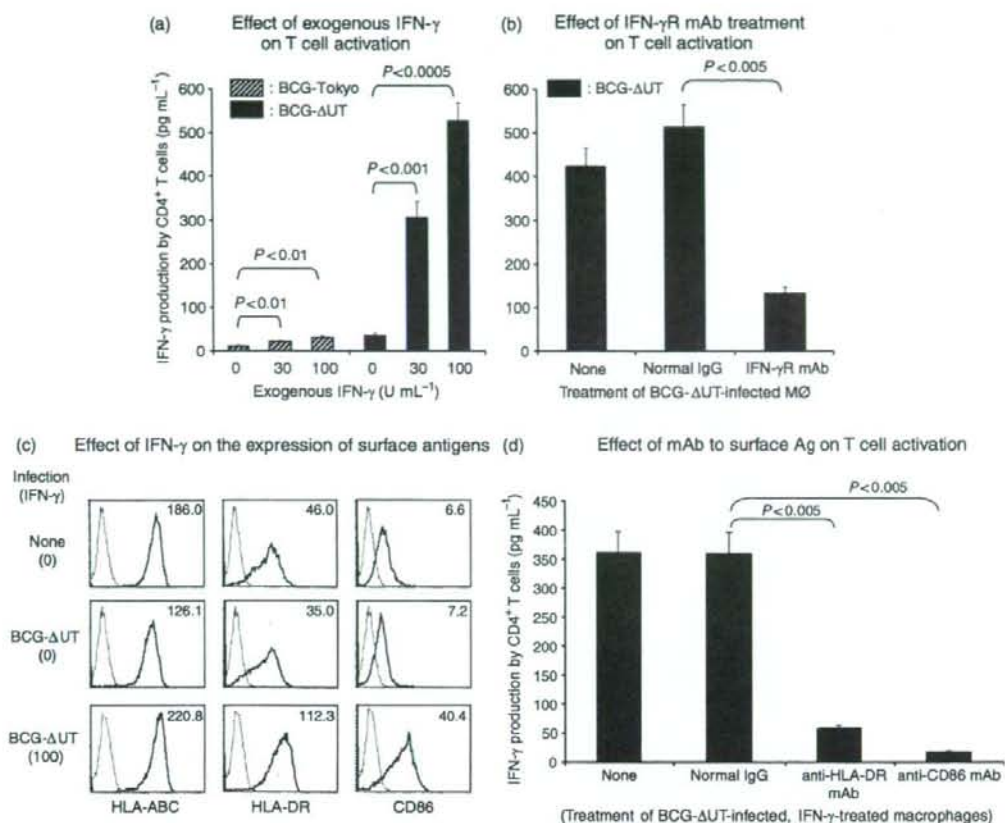 (a) Effect of exogenous IFN-γ
on T cell activation
IFN-γ production by CD4⁺ T cells (pg mL⁻¹)
600
500
400
300
200
100
0
: BCG-Tokyo
: BCG-ΔUT
P<0.0005
P<0.001
P<0.01
P<0.01
0 30 100 0 30 100
Exogenous IFN-γ (U mL⁻¹)
(b) Effect of IFN-γR mAb treatment
on T cell activation
P<0.005
600
500
400
300
200
100
0
: BCG-ΔUT
None Normal IgG IFN-γR mAb
Treatment of BCG-ΔUT-infected MØ
(c) Effect of IFN-γ on the expression of surface antigens
Infection
(IFN-γ)
None
(0)
186.0 46.0 6.6
BCG-ΔUT
(0)
126.1 35.0 7.2
BCG-ΔUT
(100)
220.8 112.3 40.4
HLA-ABC HLA-DR CD86
(d) Effect of mAb to surface Ag on T cell activation
IFN-γ production by CD4⁺ T cells (pg mL⁻¹)
450
400
350
300
250
200
150
100
50
0
P<0.005
P<0.005
None Normal IgG anti-HLA-DR anti-CD86 mAb
mAb
(Treatment of BCG-ΔUT-infected, IFN-γ-treated macrophages)